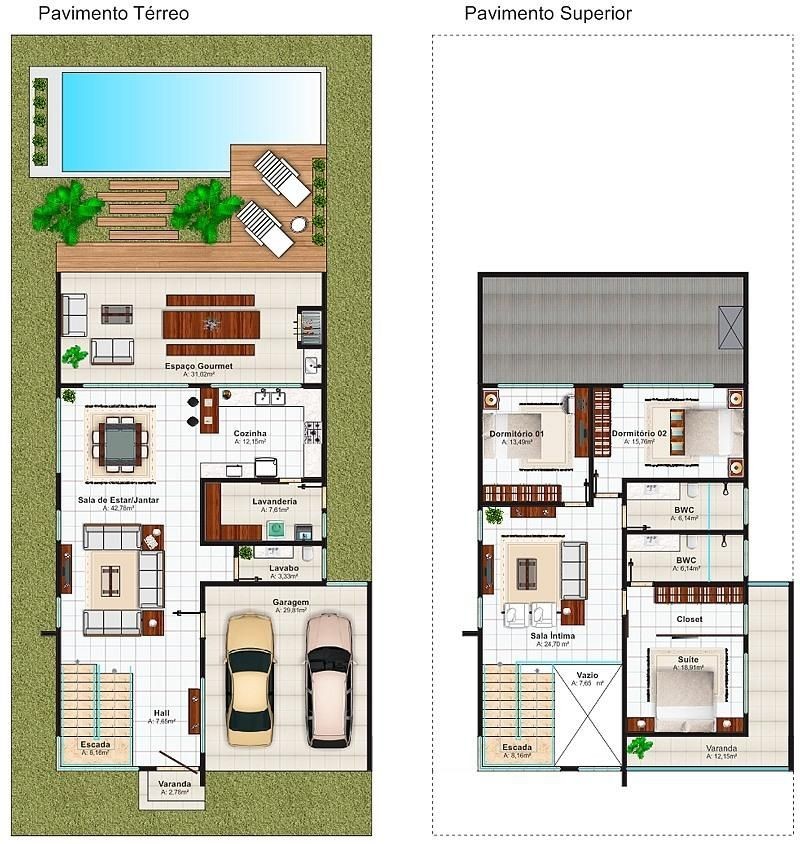 Pavimento Térreo
Espaço Gourmet
A: 31,02m²
Cozinha
A: 12,15m²
Sala de Estar/Jantar
A: 42,78m²
Lavanderia
A: 7,61m²
Lavabo
A: 3,33m²
Garagem
A: 29,81m²
Hall
A: 7,65m²
Escada
A: 8,16m²
Varanda
A: 2,78m²
Pavimento Superior
Dormitório 01
A: 13,49m²
Dormitório 02
A: 15,76m²
BWC
A: 6,14m²
BWC
A: 6,14m²
Closet
Sala Íntima
A: 24,70 m²
Suíte
A: 18,91m²
Vazio
A: 7,65 m²
Escada
A: 8,16m²
Varanda
A: 12,15m²